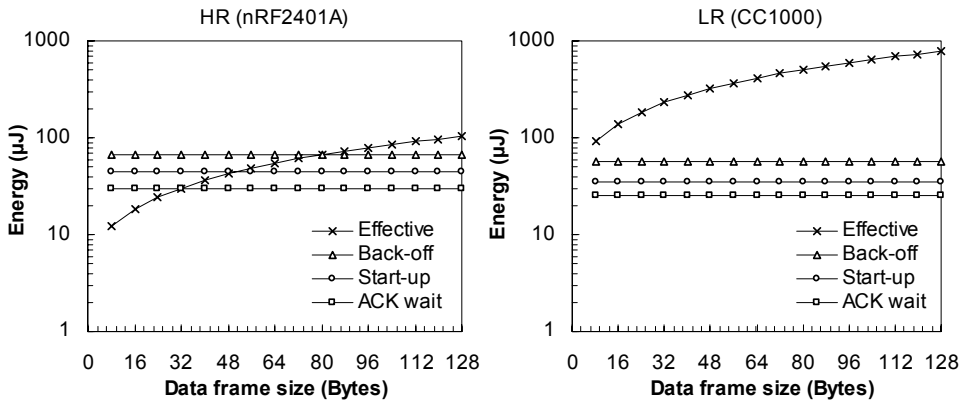 HR (nRF2401A)
1000
100
10
1
Energy (µJ)
Effective
Back-off
Start-up
ACK wait
0 16 32 48 64 80 96 112 128
Data frame size (Bytes)
LR (CC1000)
1000
100
10
1
Energy (µJ)
Effective
Back-off
Start-up
ACK wait
0 16 32 48 64 80 96 112 128
Data frame size (Bytes)